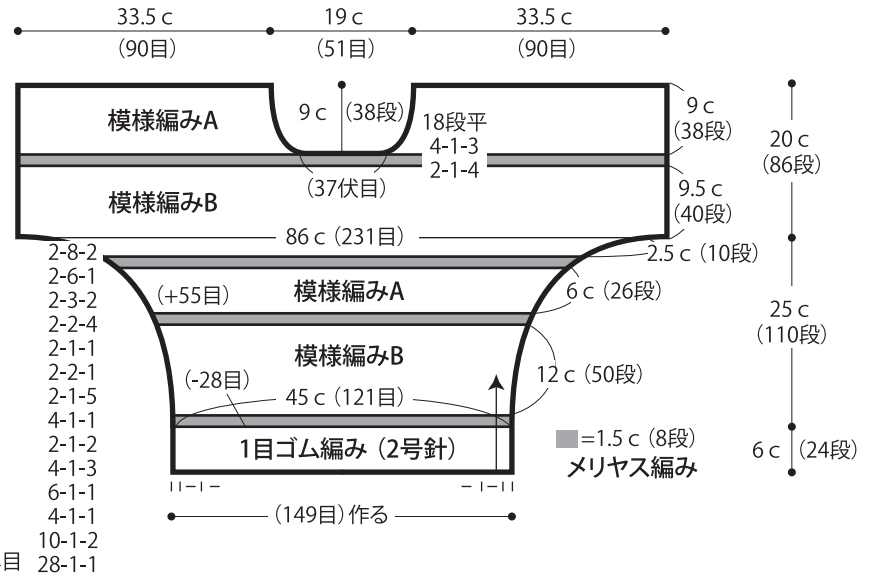 33.5 c
(90目)
19 c
(51目)
33.5 c
(90目)
模様編みA
9 c (38段)
18段平
4-1-3
2-1-4
9 c
(38段)
20 c
(86段)
(37伏目)
模様編みB
9.5 c
(40段)
86 c (231目)
2.5 c (10段)
2-8-2
2-6-1
2-3-2
2-2-4
2-1-1
2-2-1
2-1-5
4-1-1
2-1-2
4-1-3
6-1-1
4-1-1
10-1-2
目 28-1-1
(+55目)
模様編みA
6 c (26段)
25 c
(110段)
模様編みB
(-28目)
45 c (121目)
12 c (50段)
1目ゴム編み (2号針)
=1.5 c (8段)
メリヤス編み
6 c (24段)
(149目) 作る